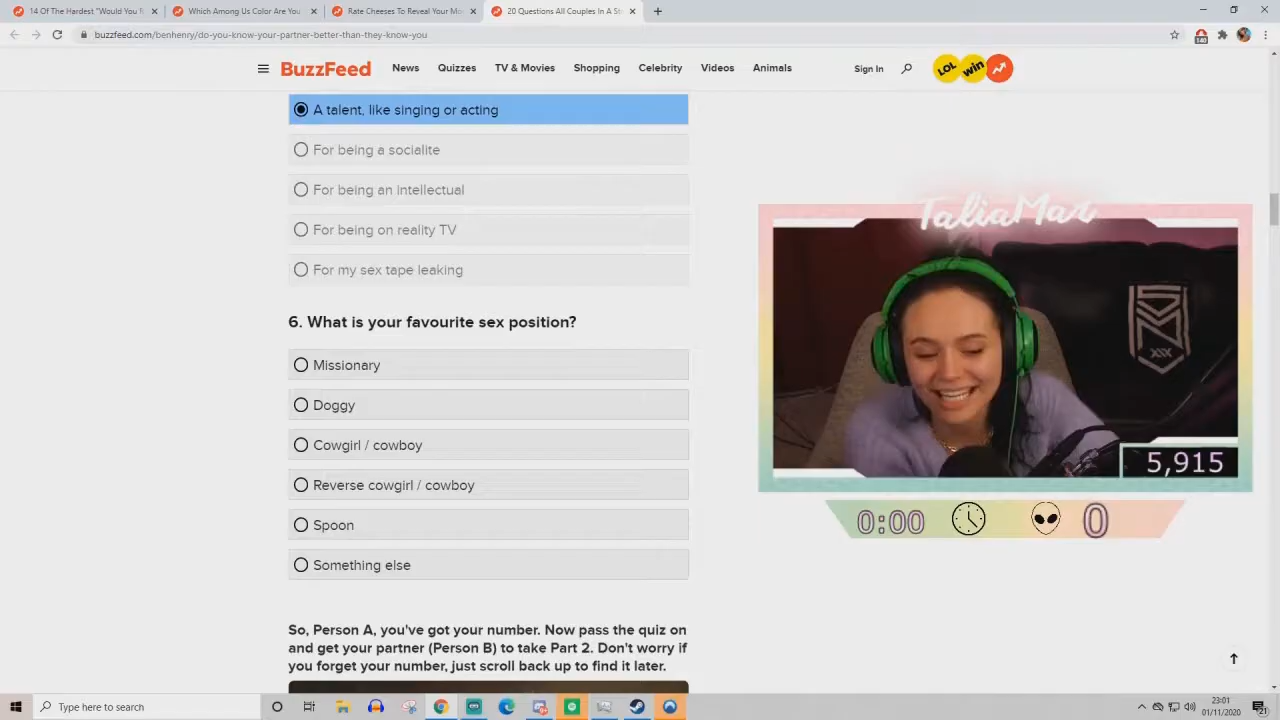 14 Of The Hardest "Would You R
Which Among Us Color Are You
Rate Cheeses To Reveal Your Mo
20 Questions All Couples In A St
buzzfeed.com/benhenry/do-you-know-your-partner-better-than-they-know-you
140
BuzzFeed
News
Quizzes
TV & Movies
Shopping
Celebrity
Videos
Animals
Sign In
LOL
win
A talent, like singing or acting
For being a socialite
For being an intellectual
For being on reality TV
For my sex tape leaking
6. What is your favourite sex position?
Missionary
Doggy
Cowgirl / cowboy
Reverse cowgirl / cowboy
Spoon
Something else
So, Person A, you've got your number. Now pass the quiz on
and get your partner (Person B) to take Part 2. Don't worry if
you forget your number, just scroll back up to find it later.
TaliaMar
XIX
5,915
0:00
0
Type here to search
23:01
01/11/2020
21